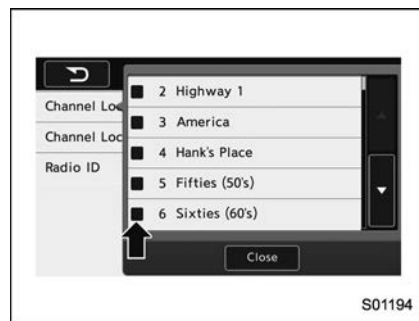 2 Highway 1
Channel Loc
3 America
Channel Loc
4 Hank's Place
Radio ID
5 Fifties (50's)
6 Sixties (60's)
Close
S01194